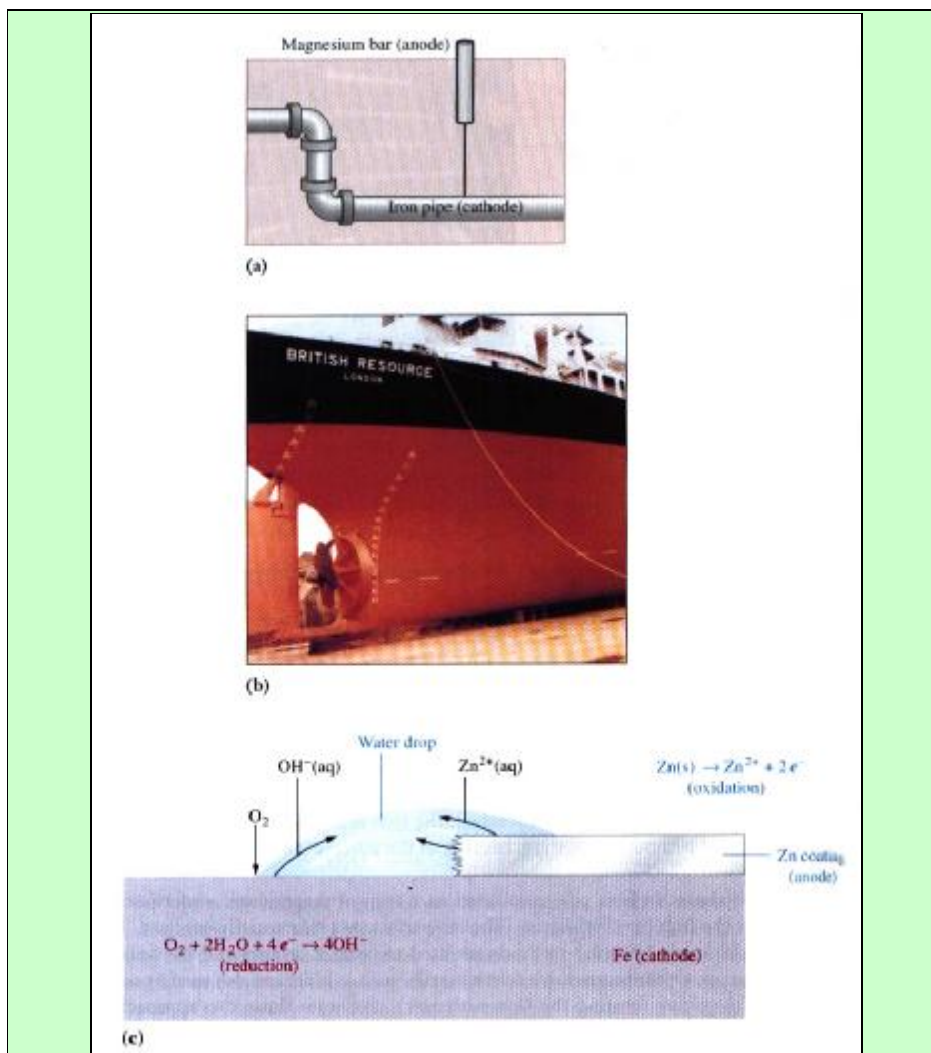 Magnesium bar (anode)
Iron pipe (cathode)
(a)
BRITISH RESOURCE
LONDON
(b)
Water drop
OH⁻(aq)
Zn²⁺(aq)
Zn(s) → Zn²⁺ + 2 e⁻
(oxidation)
O₂
Zn
(anode)
O₂ + 2H₂O + 4 e⁻ → 4OH⁻
(reduction)
Fe (cathode)
(c)